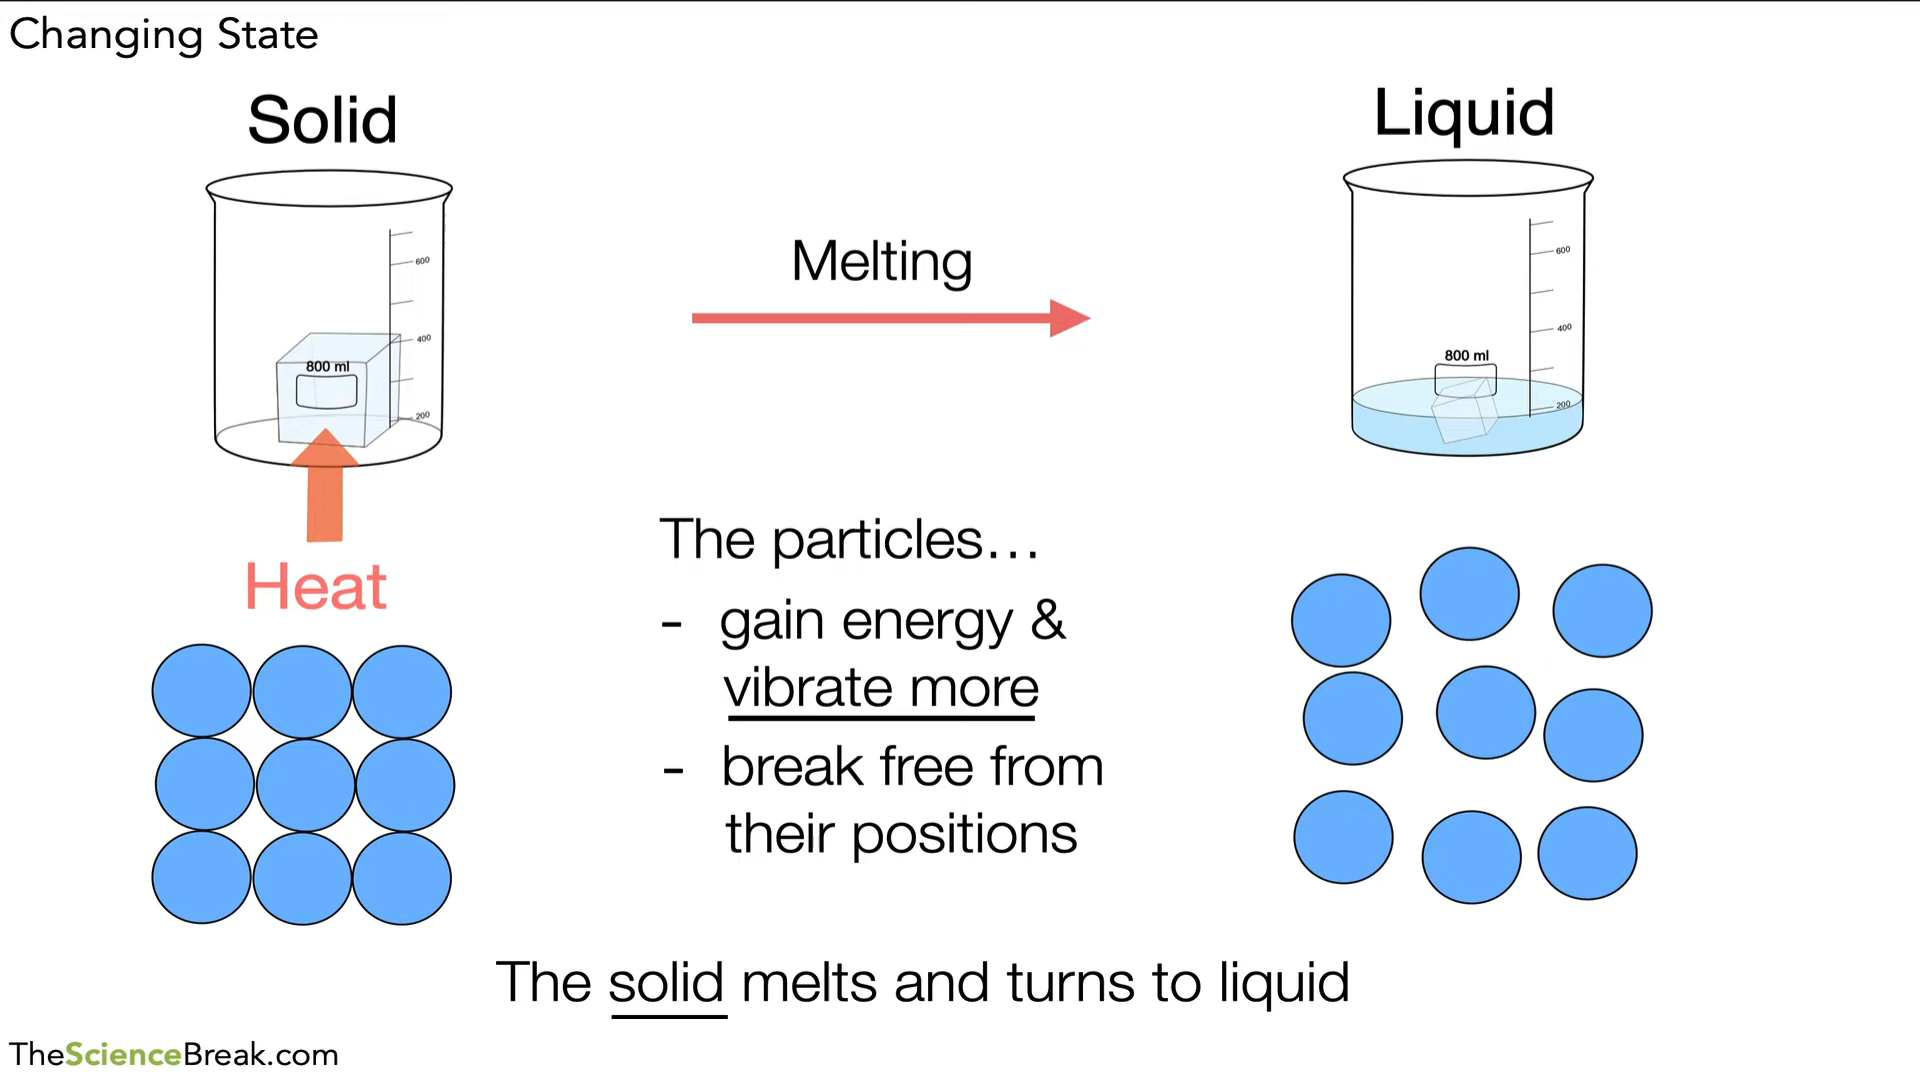 Changing State
Solid
600
400
800 ml
200
Heat
Melting
Liquid
600
400
800 ml
200
The particles…
- gain energy &
vibrate more
- break free from
their positions
The solid melts and turns to liquid
TheScienceBreak.com